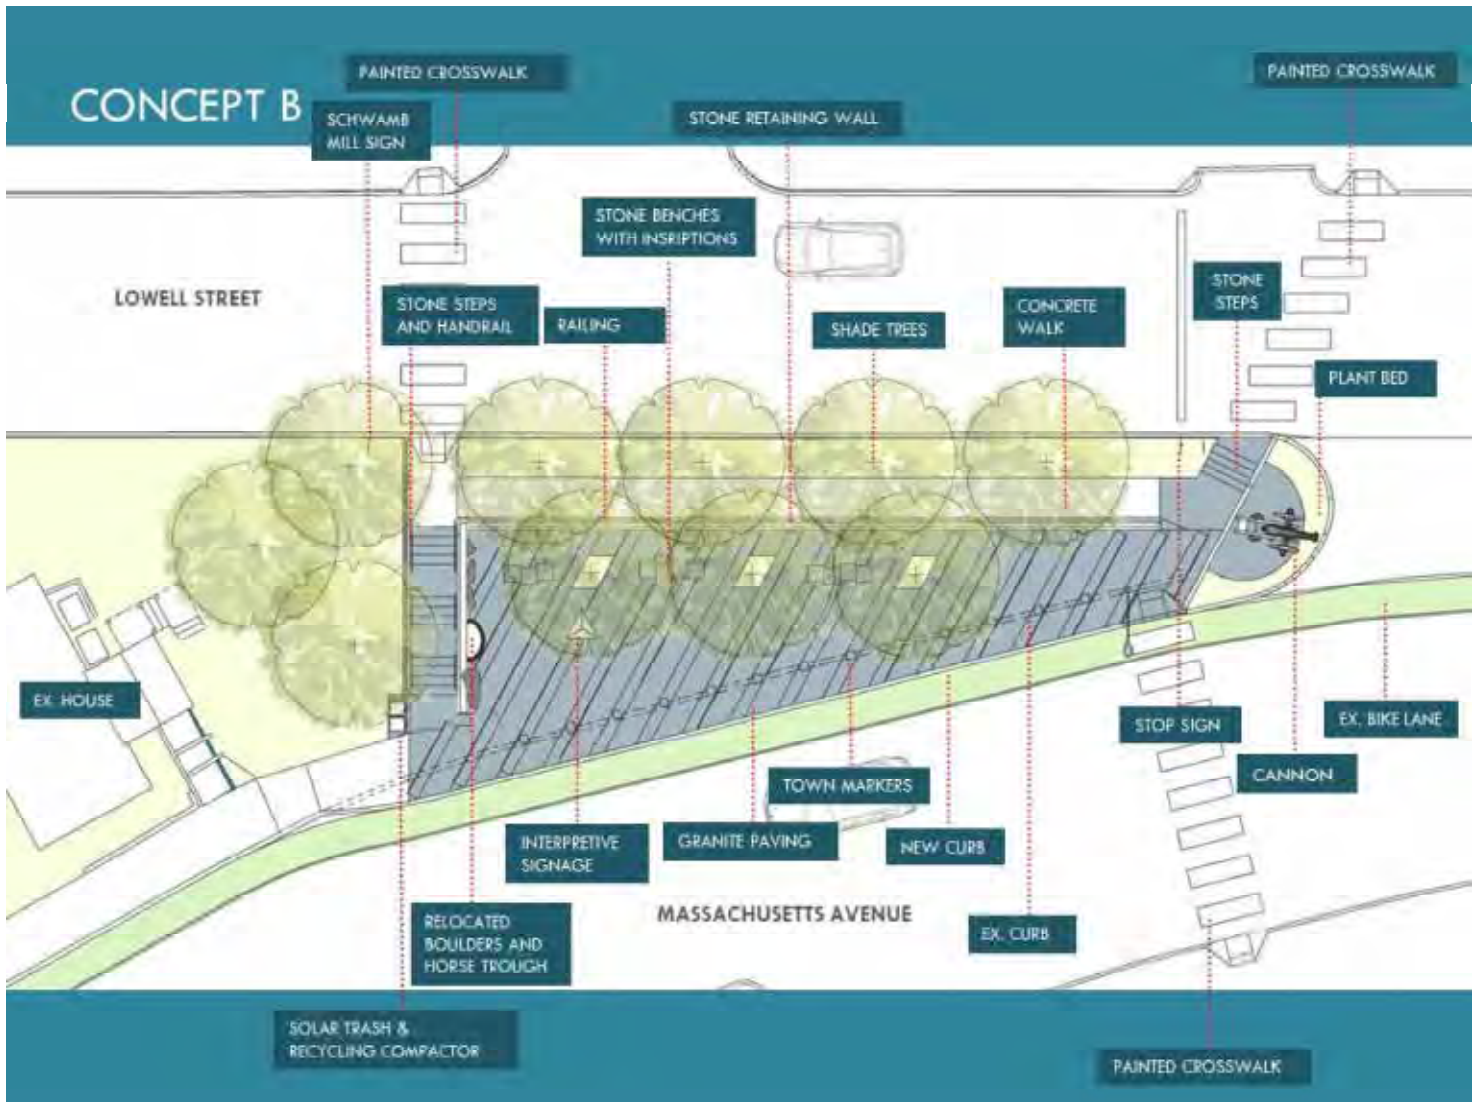 PAINTED CROSSWALK
PAINTED CROSSWALK
CONCEPT B
SCHWAMB
MILL SIGN
STONE RETAINING WALL
STONE BENCHES
WITH INSRIPTIONS
LOWELL STREET
STONE STEPS
AND HANDRAIL
RAILING
SHADE TREES
CONCRETE
WALK
STONE
STEPS
PLANT BED
EX. HOUSE
STOP SIGN
EX. BIKE LANE
CANNON
TOWN MARKERS
INTERPRETIVE
SIGNAGE
GRANITE PAVING
NEW CURB
MASSACHUSETTS AVENUE
EX. CURB
RELOCATED
BOULDERS AND
HORSE TROUGH
SOLAR TRASH &
RECYCLING COMPACTOR
PAINTED CROSSWALK